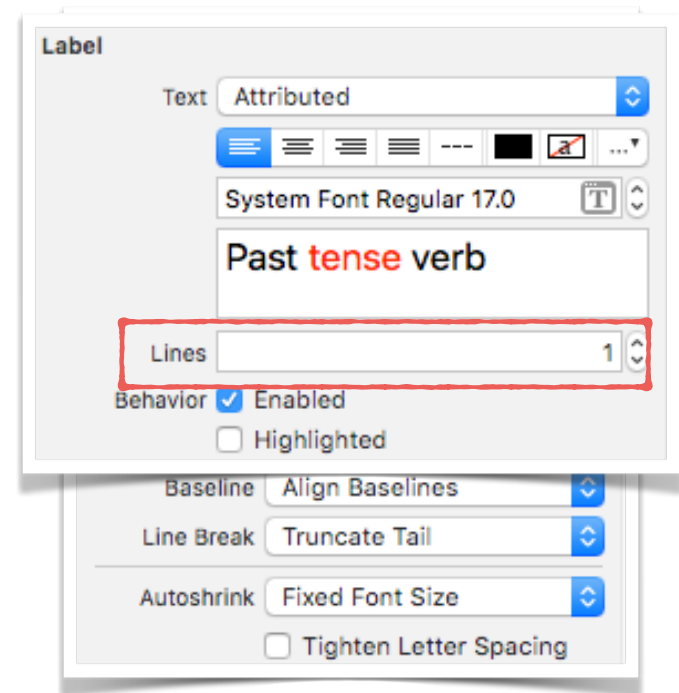 Label
Text Attributed
--- a ...
System Font Regular 17.0 T
Past tense verb
Lines 1
Behavior Enabled
Highlighted
Baseline Align Baselines
Line Break Truncate Tail
Autoshrink Fixed Font Size
Tighten Letter Spacing